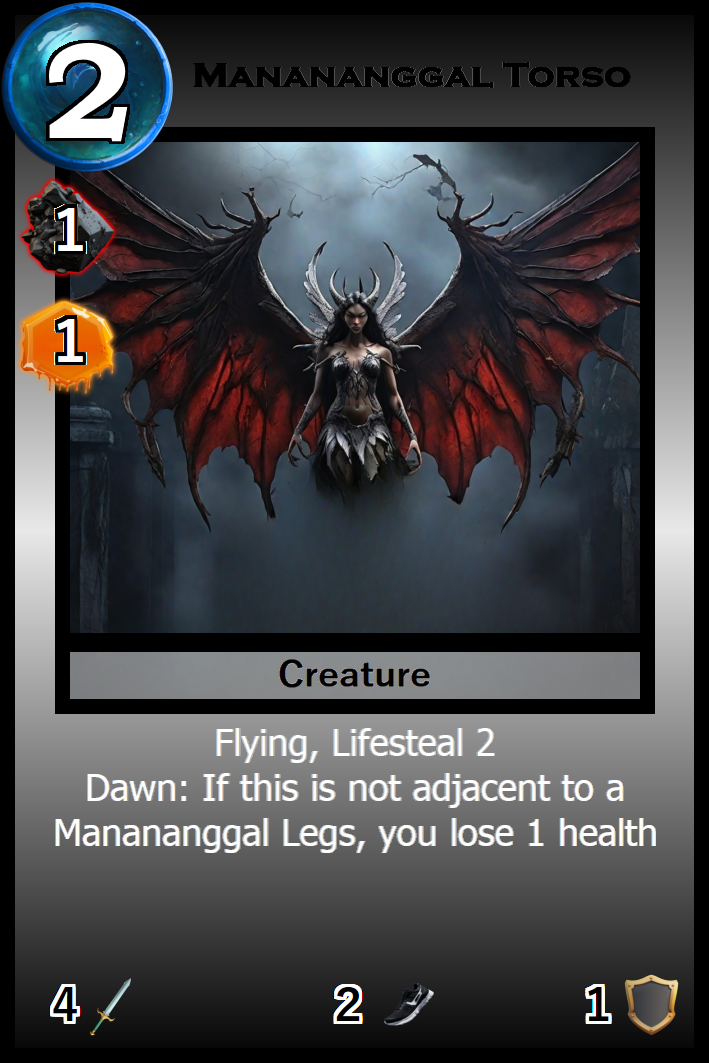 2
Manananggal Torso
1
1
Creature
Flying, Lifesteal 2
Dawn: If this is not adjacent to a
Manananggal Legs, you lose 1 health
4
2
1